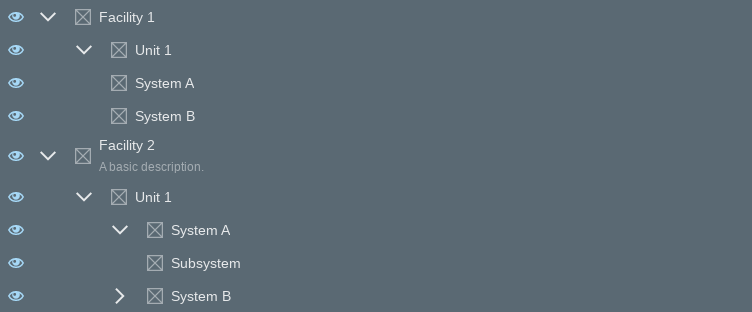 Facility 1
Unit 1
System A
System B
Facility 2
A basic description.
Unit 1
System A
Subsystem
System B